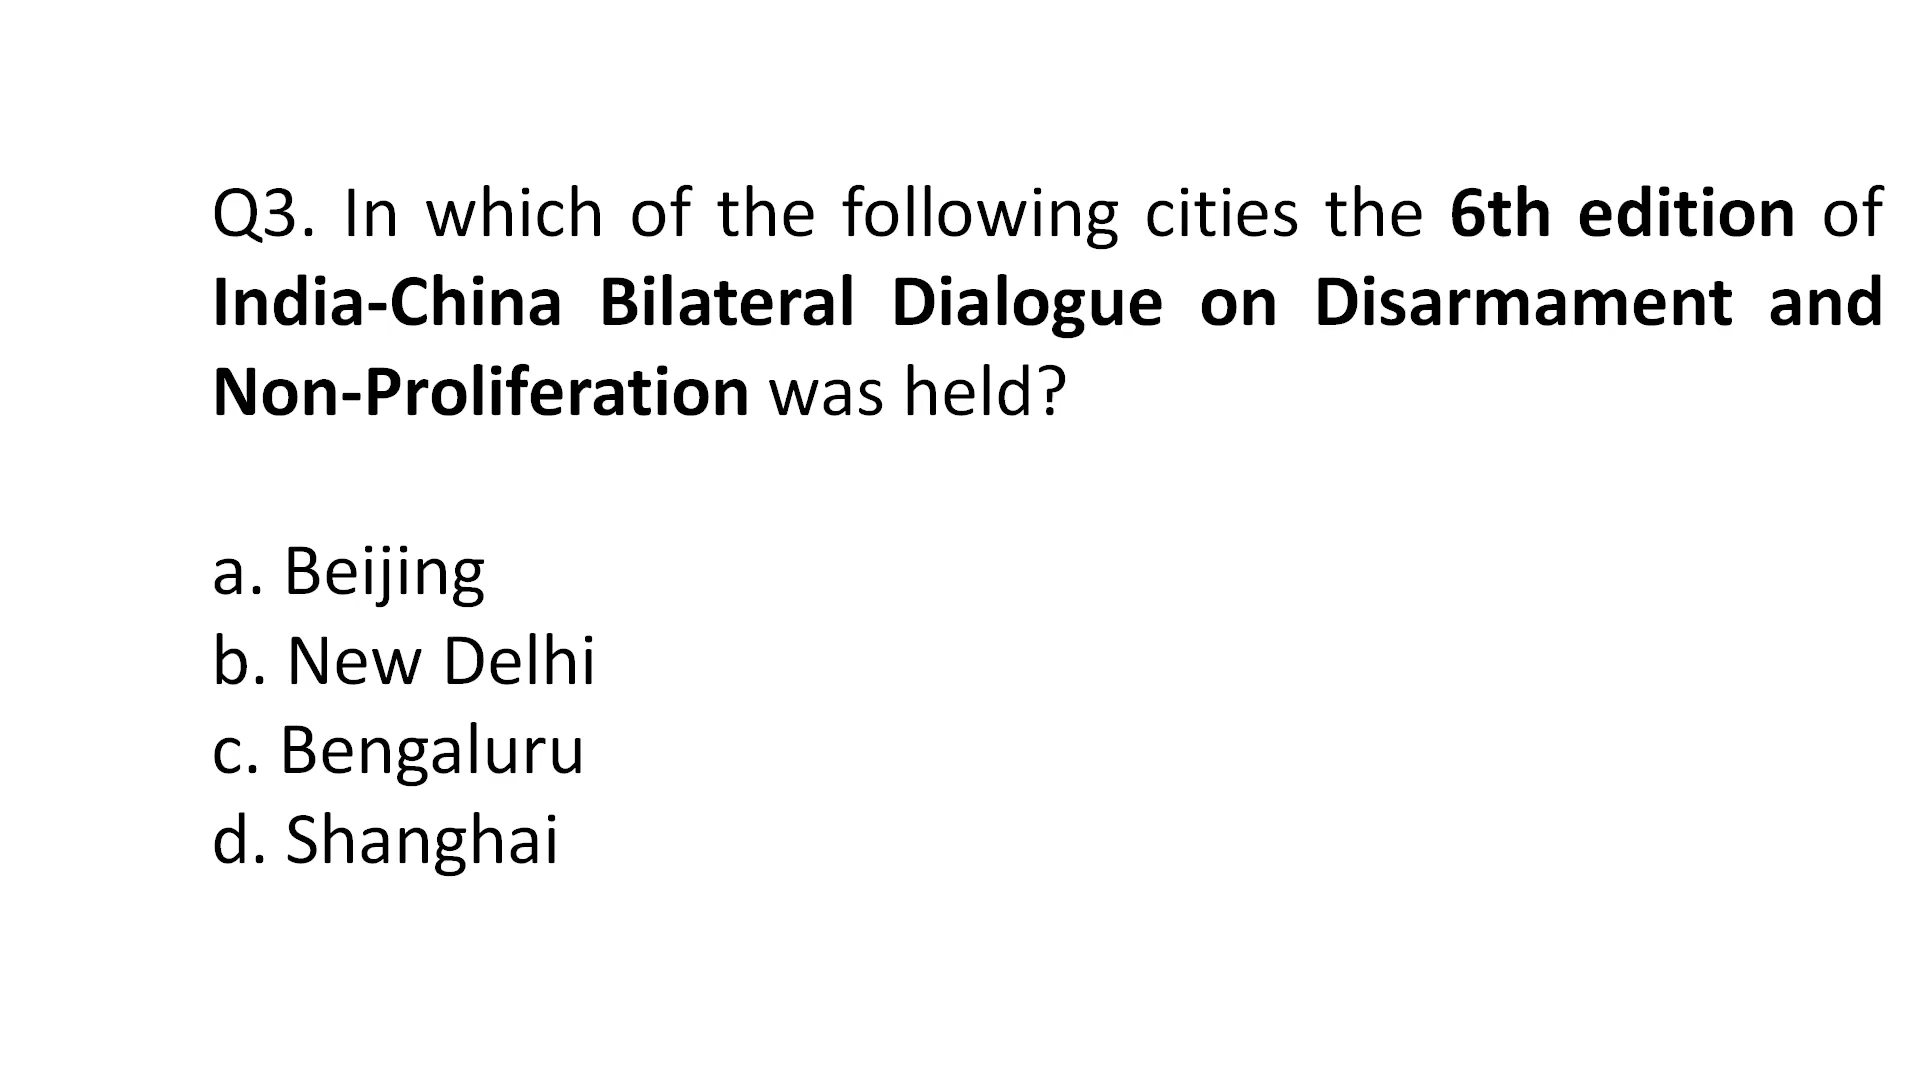 Q3. In which of the following cities the 6th edition of
India-China Bilateral Dialogue on Disarmament and
Non-Proliferation was held?
a. Beijing
b. New Delhi
c. Bengaluru
d. Shanghai